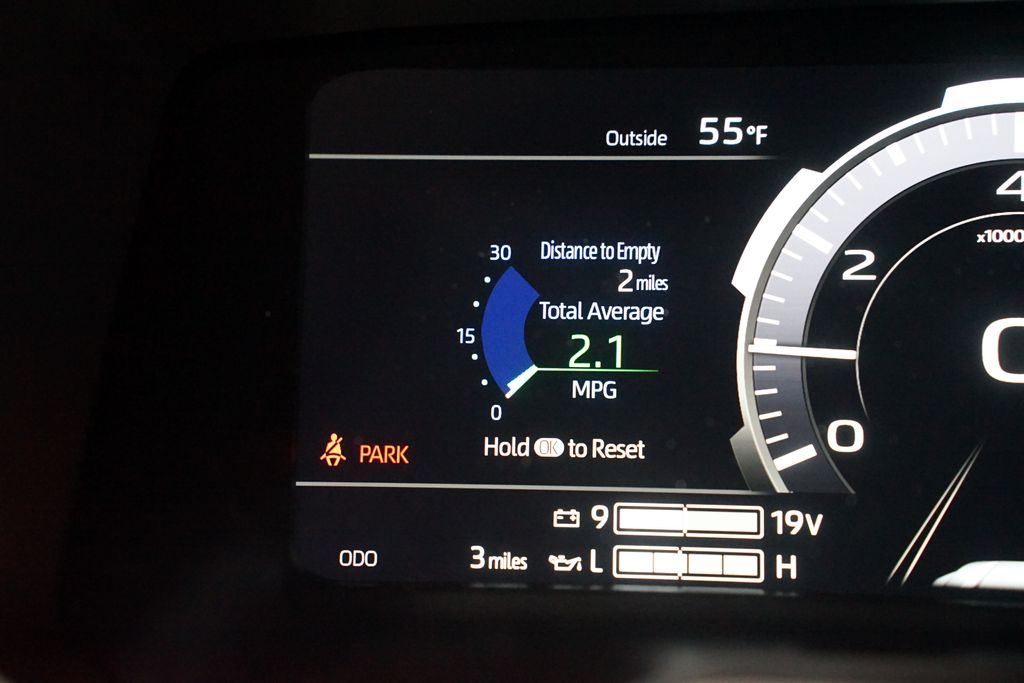 Outside 55°F
30
Distance to Empty
2 miles
Total Average
15
2.1
MPG
0
Hold OK to Reset
PARK
9 19V
ODO 3 miles
L H
4
x1000
2
0